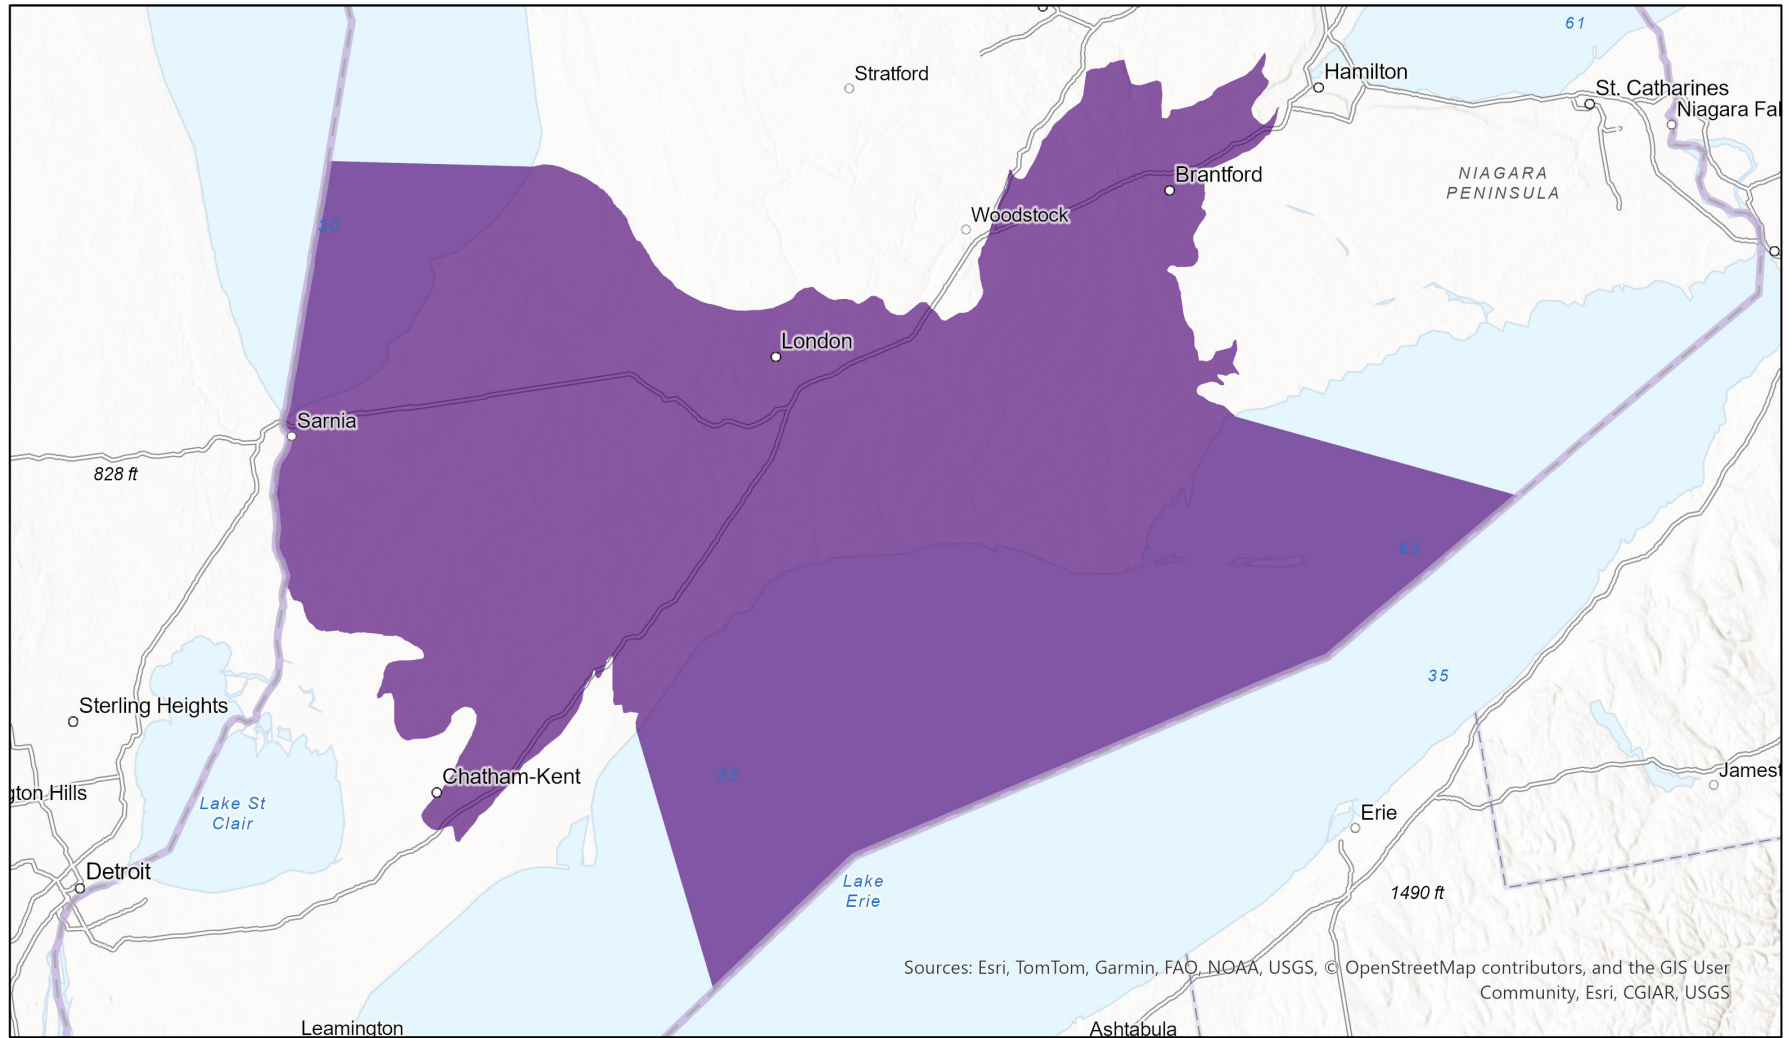 61
Stratford
Hamilton
St. Catharines
Niagara Fal
NIAGARA
PENINSULA
Brantford
Woodstock
30
London
Sarnia
828 ft
63
35
Sterling Heights
22
Chatham-Kent
gton Hills
Lake St
Clair
Jamest
Erie
Detroit
Lake
Erie
1490 ft
Sources: Esri, TomTom, Garmin, FAO, NOAA, USGS, © OpenStreetMap contributors, and the GIS User
Community, Esri, CGIAR, USGS
Leamington
Ashtabula